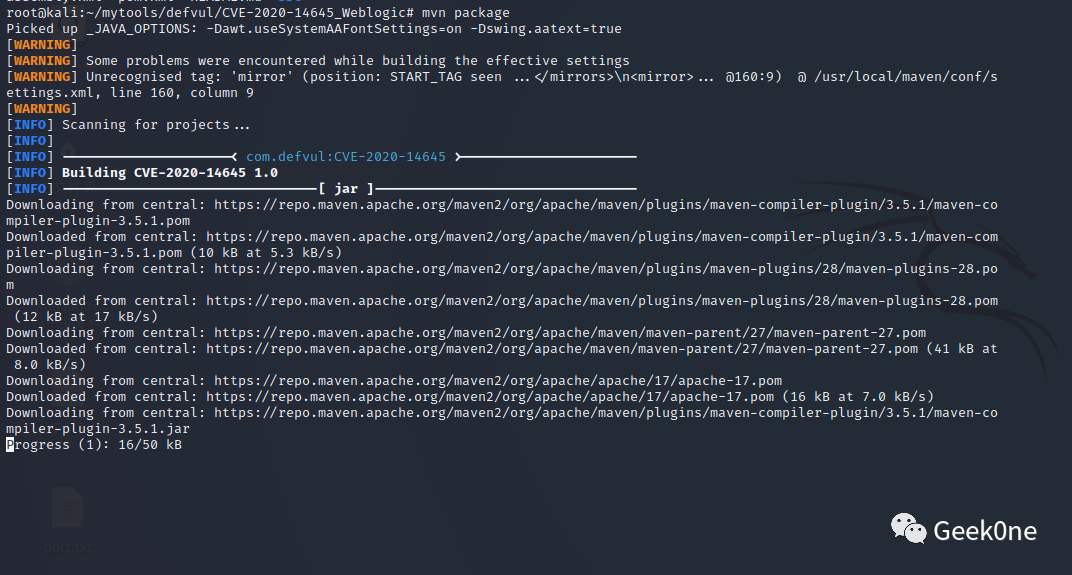 root@kali:~/mytools/defvul/CVE-2020-14645_Weblogic# mvn package
Picked up _JAVA_OPTIONS: -Dawt.useSystemAAFontSettings=on -Dswing.aatext=true
[WARNING]
[WARNING] Some problems were encountered while building the effective settings
[WARNING] Unrecognised tag: 'mirror' (position: START_TAG seen ...</mirrors>\n<mirror>... @160:9)  @ /usr/local/maven/conf/s
ettings.xml, line 160, column 9
[WARNING]
[INFO] Scanning for projects...
[INFO]
[INFO] ----------------------< com.defvul:CVE-2020-14645 >----------------------
[INFO] Building CVE-2020-14645 1.0
[INFO] --------------------------------[ jar ]---------------------------------
Downloading from central: https://repo.maven.apache.org/maven2/org/apache/maven/plugins/maven-compiler-plugin/3.5.1/maven-co
mpiler-plugin-3.5.1.pom
Downloaded from central: https://repo.maven.apache.org/maven2/org/apache/maven/plugins/maven-compiler-plugin/3.5.1/maven-com
piler-plugin-3.5.1.pom (10 kB at 5.3 kB/s)
Downloading from central: https://repo.maven.apache.org/maven2/org/apache/maven/plugins/maven-plugins/28/maven-plugins-28.po
m
Downloaded from central: https://repo.maven.apache.org/maven2/org/apache/maven/plugins/maven-plugins/28/maven-plugins-28.pom
 (12 kB at 17 kB/s)
Downloading from central: https://repo.maven.apache.org/maven2/org/apache/maven/maven-parent/27/maven-parent-27.pom
Downloaded from central: https://repo.maven.apache.org/maven2/org/apache/maven/maven-parent/27/maven-parent-27.pom (41 kB at
 8.0 kB/s)
Downloading from central: https://repo.maven.apache.org/maven2/org/apache/apache/17/apache-17.pom
Downloaded from central: https://repo.maven.apache.org/maven2/org/apache/apache/17/apache-17.pom (16 kB at 7.0 kB/s)
Downloading from central: https://repo.maven.apache.org/maven2/org/apache/maven/plugins/maven-compiler-plugin/3.5.1/maven-co
mpiler-plugin-3.5.1.jar
Progress (1): 16/50 kB
port.txt
Geek0ne